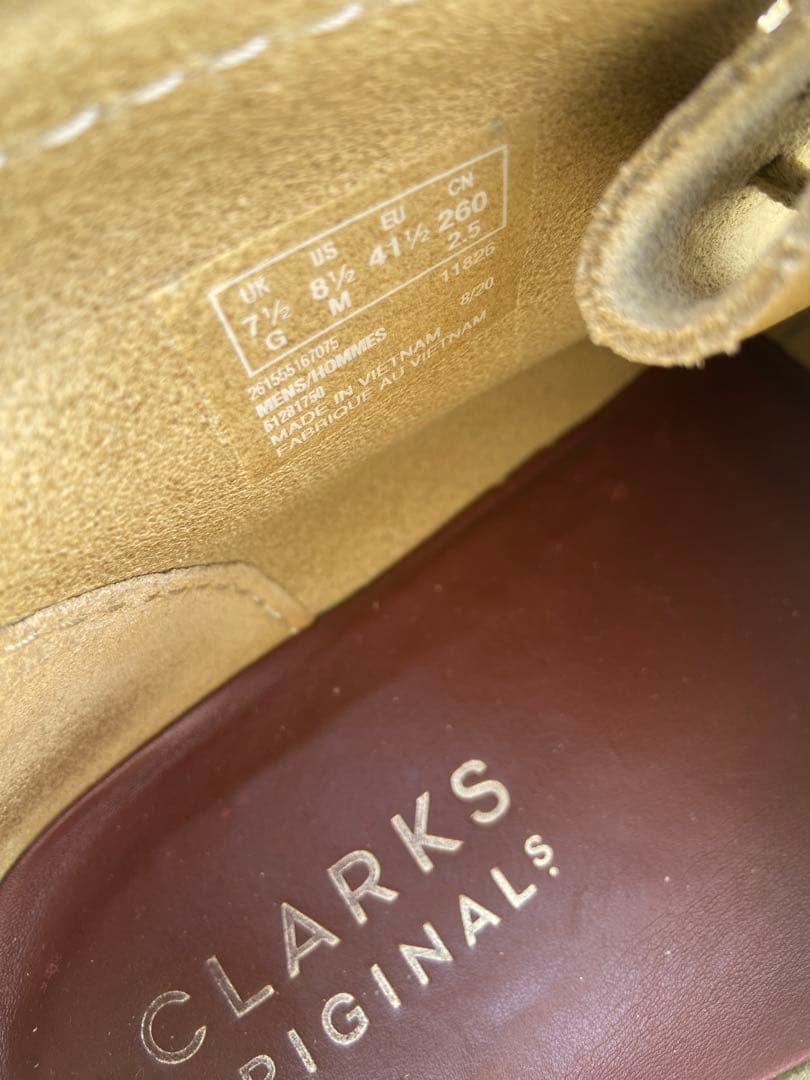 UK US EU CN
7½ 8½ 41½ 260
G M 2.5
261555167075 11826
MENS/HOMMES 8/20
61281750
MADE IN VIETNAM
FABRIQUE AU VIETNAM
CLARKS
ORIGINALS.